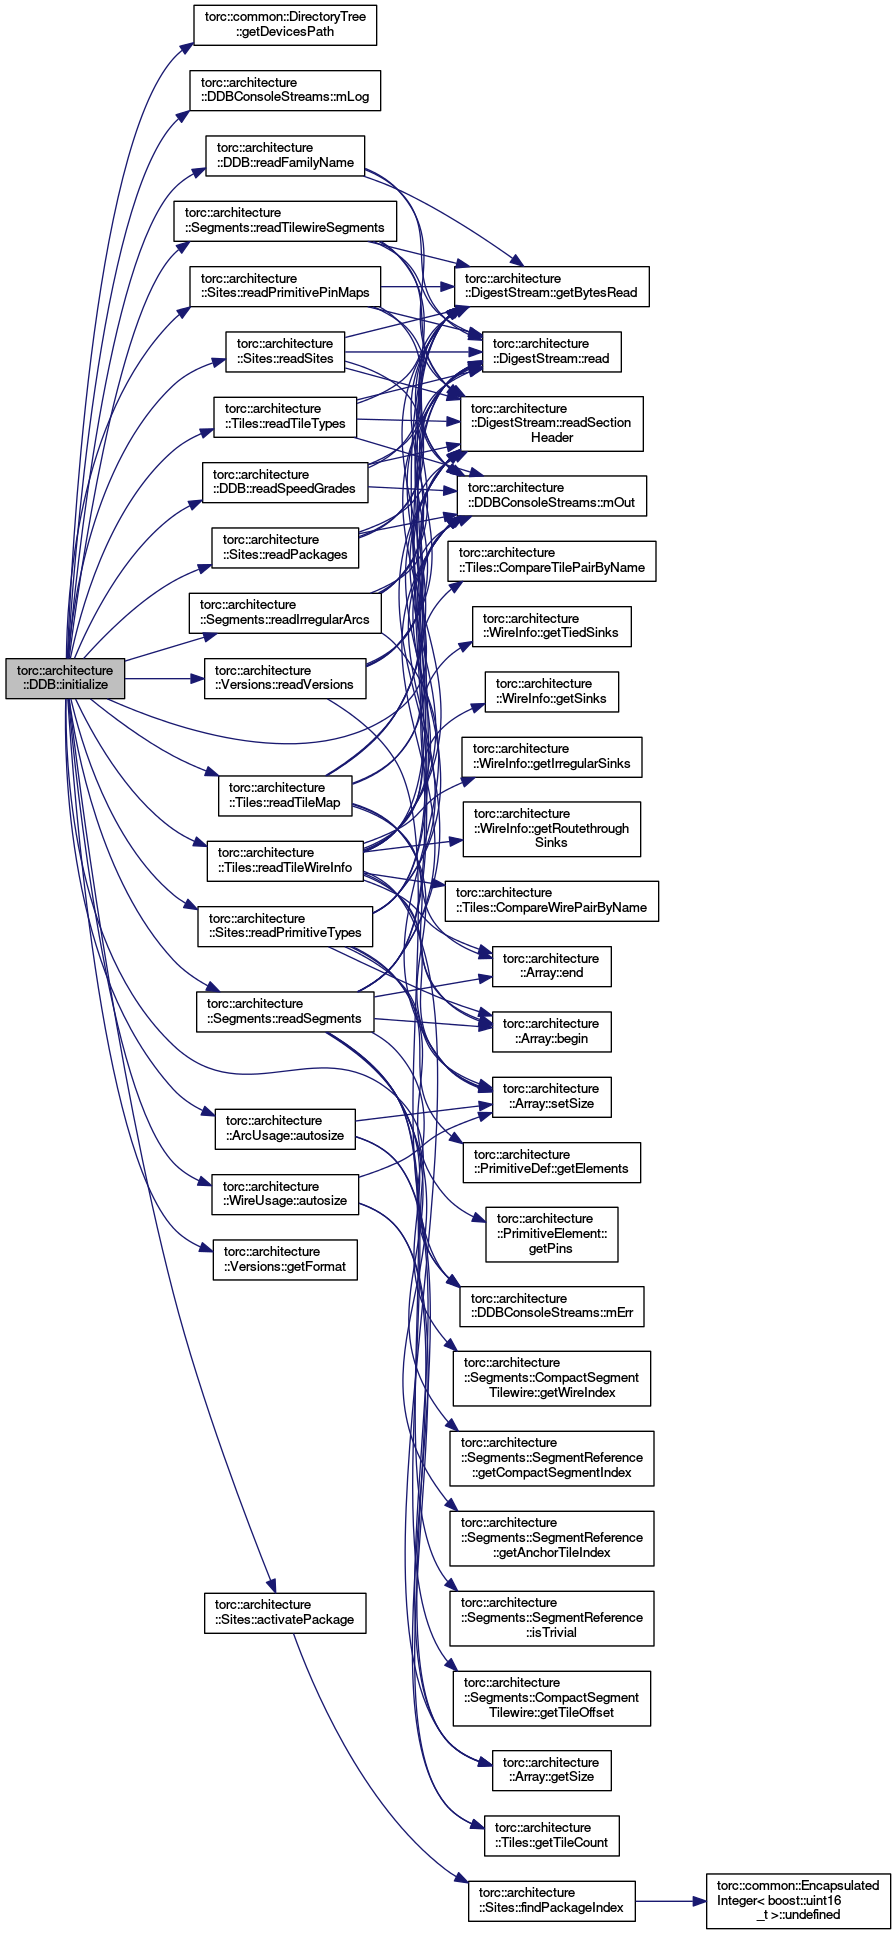 torc::common::DirectoryTree
::getDevicesPath
torc::architecture
::DDBConsoleStreams::mLog
torc::architecture
::DDB::readFamilyName
torc::architecture
::Segments::readTilewireSegments
torc::architecture
::Sites::readPrimitivePinMaps
torc::architecture
::Sites::readSites
torc::architecture
::Tiles::readTileTypes
torc::architecture
::DDB::readSpeedGrades
torc::architecture
::Sites::readPackages
torc::architecture
::Segments::readIrregularArcs
torc::architecture
::DDB::initialize
torc::architecture
::Versions::readVersions
torc::architecture
::Tiles::readTileMap
torc::architecture
::Tiles::readTileWireInfo
torc::architecture
::Sites::readPrimitiveTypes
torc::architecture
::Segments::readSegments
torc::architecture
::ArcUsage::autosize
torc::architecture
::WireUsage::autosize
torc::architecture
::Versions::getFormat
torc::architecture
::Sites::activatePackage
torc::architecture
::DigestStream::getBytesRead
torc::architecture
::DigestStream::read
torc::architecture
::DigestStream::readSection
Header
torc::architecture
::DDBConsoleStreams::mOut
torc::architecture
::Tiles::CompareTilePairByName
torc::architecture
::WireInfo::getTiedSinks
torc::architecture
::WireInfo::getSinks
torc::architecture
::WireInfo::getIrregularSinks
torc::architecture
::WireInfo::getRoutethrough
Sinks
torc::architecture
::Tiles::CompareWirePairByName
torc::architecture
::Array::end
torc::architecture
::Array::begin
torc::architecture
::Array::setSize
torc::architecture
::PrimitiveDef::getElements
torc::architecture
::PrimitiveElement::
getPins
torc::architecture
::DDBConsoleStreams::mErr
torc::architecture
::Segments::CompactSegment
Tilewire::getWireIndex
torc::architecture
::Segments::SegmentReference
::getCompactSegmentIndex
torc::architecture
::Segments::SegmentReference
::getAnchorTileIndex
torc::architecture
::Segments::SegmentReference
::isTrivial
torc::architecture
::Segments::CompactSegment
Tilewire::getTileOffset
torc::architecture
::Array::getSize
torc::architecture
::Tiles::getTileCount
torc::architecture
::Sites::findPackageIndex
torc::common::Encapsulated
Integer< boost::uint16
_t >::undefined